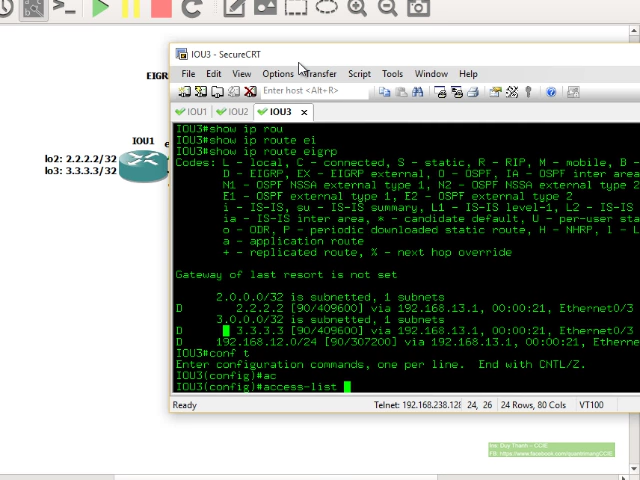 EIGR
IOU1
e
lo2: 2.2.2.2/32
lo3: 3.3.3.3/32
IOU3 - SecureCRT
File Edit View Options Transfer Script Tools Window Help
Enter host <Alt+R>
IOU1 IOU2 IOU3 ×
IOU3#show ip rou
IOU3#show ip route ei
IOU3#show ip route eigrp
Codes: L - local, C - connected, S - static, R - RIP, M - mobile, B -
D - EIGRP, EX - EIGRP external, O - OSPF, IA - OSPF inter area
N1 - OSPF NSSA external type 1, N2 - OSPF NSSA external type
E1 - OSPF external type 1, E2 - OSPF external type 2
i - IS-IS, su - IS-IS summary, L1 - IS-IS level-1, L2 - IS-IS
ia - IS-IS inter area, * - candidate default, U - per-user sta
o - ODR, P - periodic downloaded static route, H - NHRP, l - L
a - application route
+ - replicated route, % - next hop override
Gateway of last resort is not set
2.0.0.0/32 is subnetted, 1 subnets
D 2.2.2.2 [90/409600] via 192.168.13.1, 00:00:21, Ethernet0/3
3.0.0.0/32 is subnetted, 1 subnets
D 3.3.3.3 [90/409600] via 192.168.13.1, 00:00:21, Ethernet0/3
D 192.168.12.0/24 [90/307200] via 192.168.13.1, 00:00:21, Etherne
IOU3#conf t
Enter configuration commands, one per line. End with CNTL/Z.
IOU3(config)#ac
IOU3(config)#access-list
Ready Telnet: 192.168.238.128 24, 26 24 Rows, 80 Cols VT100
Duy Thanh - CCIE